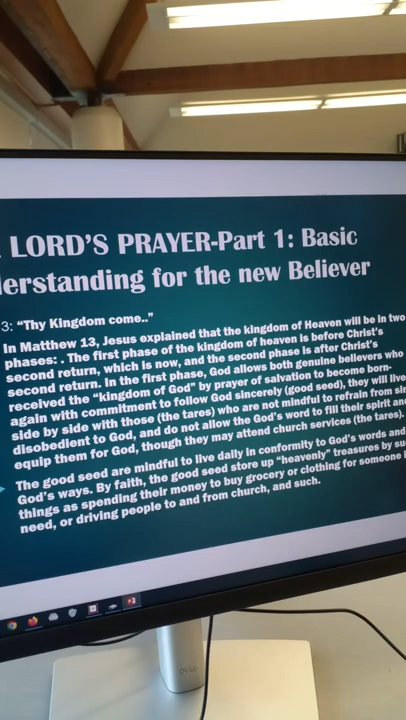 LORD'S PRAYER-Part 1: Basic
erstanding for the new Believer
3: "Thy Kingdom come.."
In Matthew 13, Jesus explained that the kingdom of Heaven will be in two
phases: . The first phase of the kingdom of heaven is before Christ's
second return, which is now, and the second phase is after Christ's
second return. In the first phase, God allows both genuine believers who
received the "kingdom of God" by prayer of salvation to become born-
again with commitment to follow God sincerely (good seed), they will live
side by side with those (the tares) who are not mindful to refrain from sin
disobedient to God, and do not allow the God's word to fill their spirit and
equip them for God, though they may attend church services (the tares).
The good seed are mindful to live daily in conformity to God's words and
God's ways. By faith, the good seed store up "heavenly" treasures by su
things as spending their money to buy grocery or clothing for someone
need, or driving people to and from church, and such.
DELL